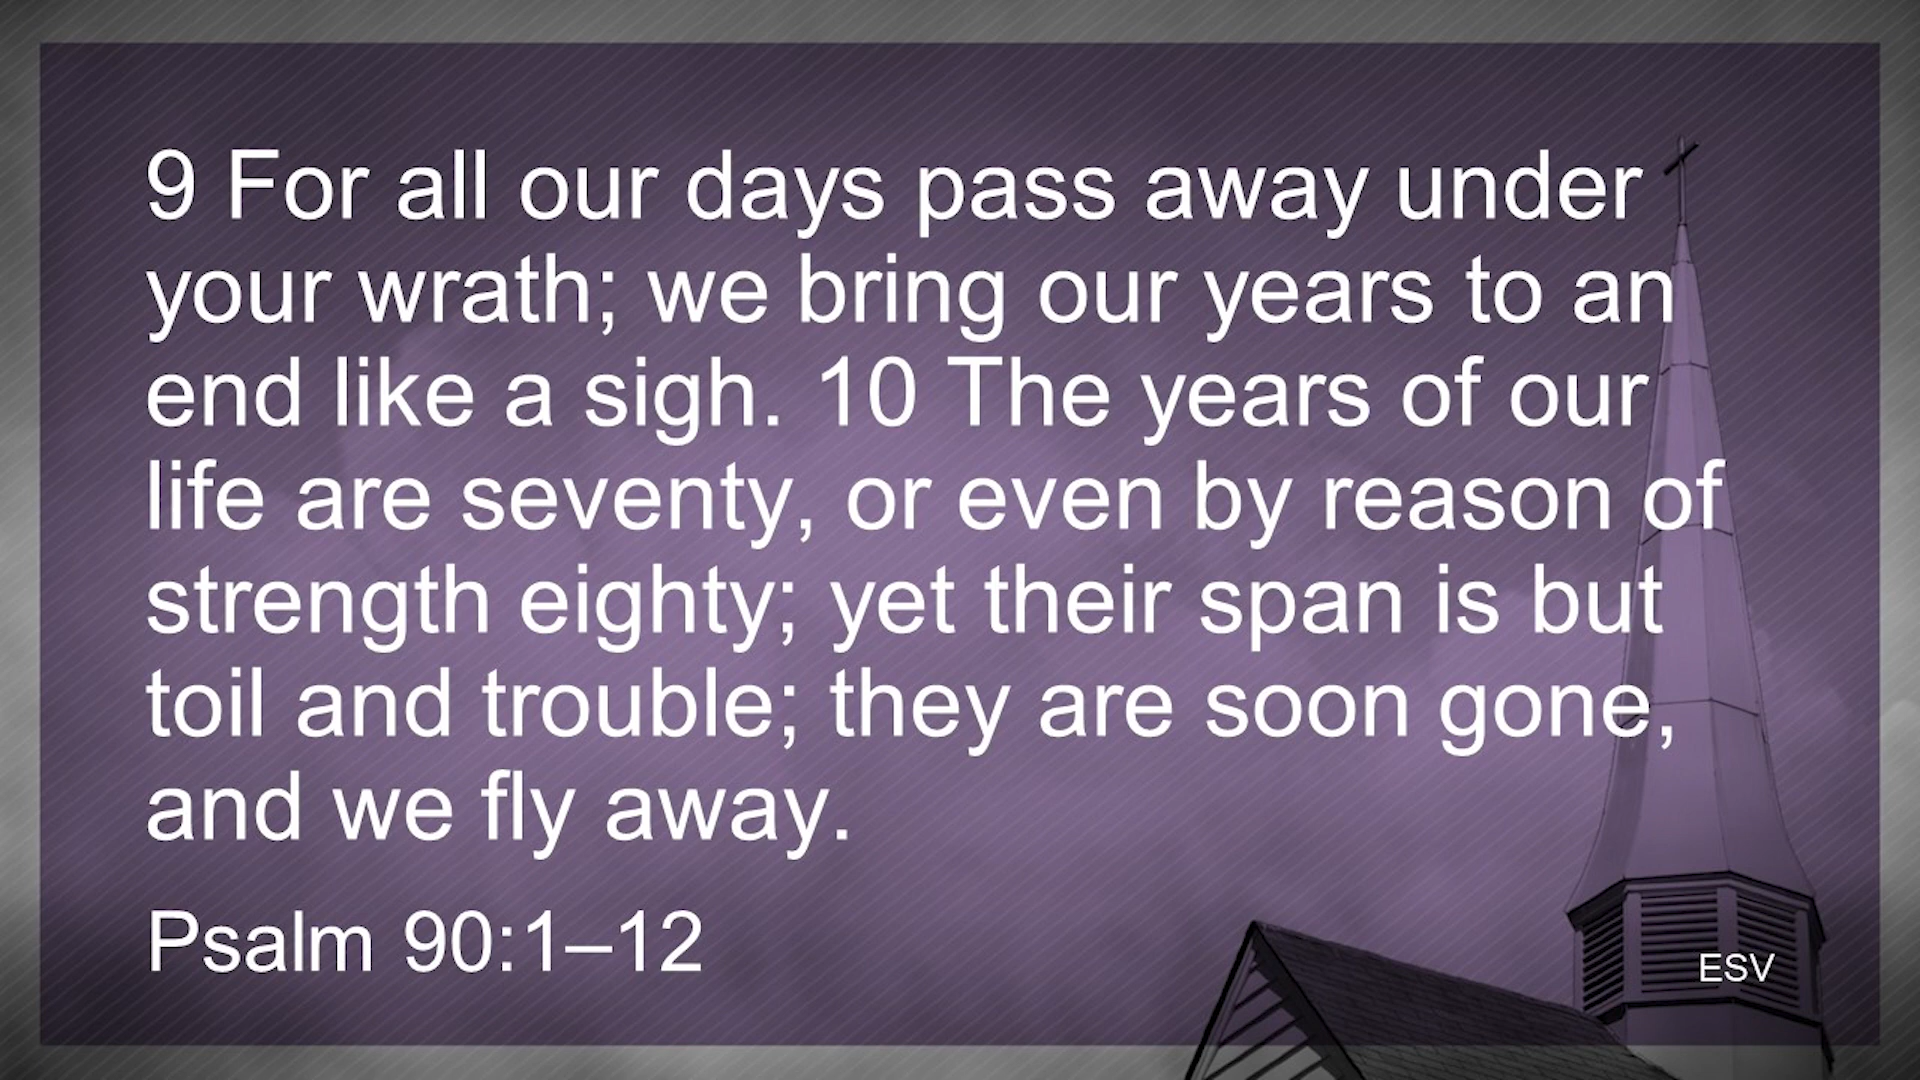 9 For all our days pass away under
your wrath; we bring our years to an
end like a sigh. 10 The years of our
life are seventy, or even by reason of
strength eighty; yet their span is but
toil and trouble; they are soon gone,
and we fly away.
Psalm 90:1–12
ESV